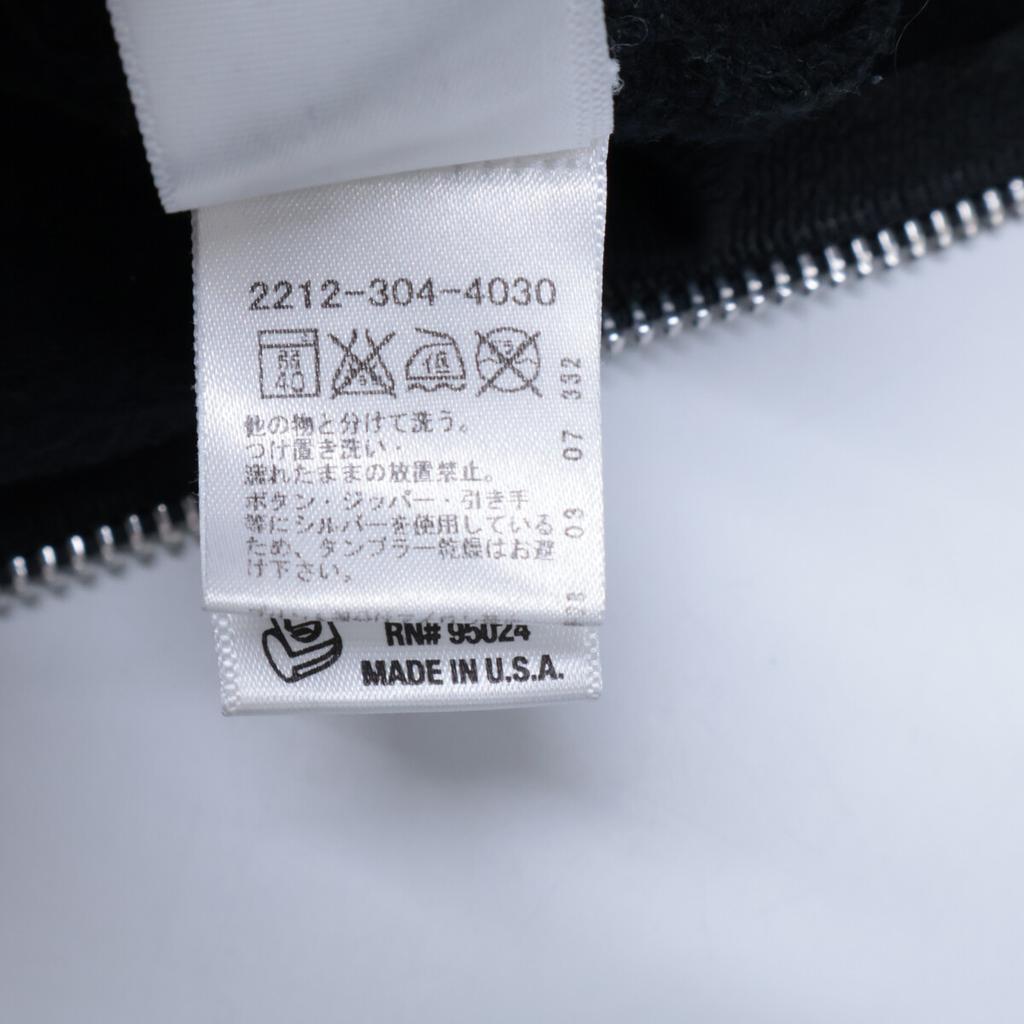 2212-304-4030
弱
40
低
他の物と分けて洗う。
つけ置き洗い・
濡れたままの放置禁止。
ボタン・ジッパー・引き手
等にシルバーを使用している
ため、タンブラー乾燥はお避
け下さい。
332
07
03
RN# 95024
MADE IN U.S.A.